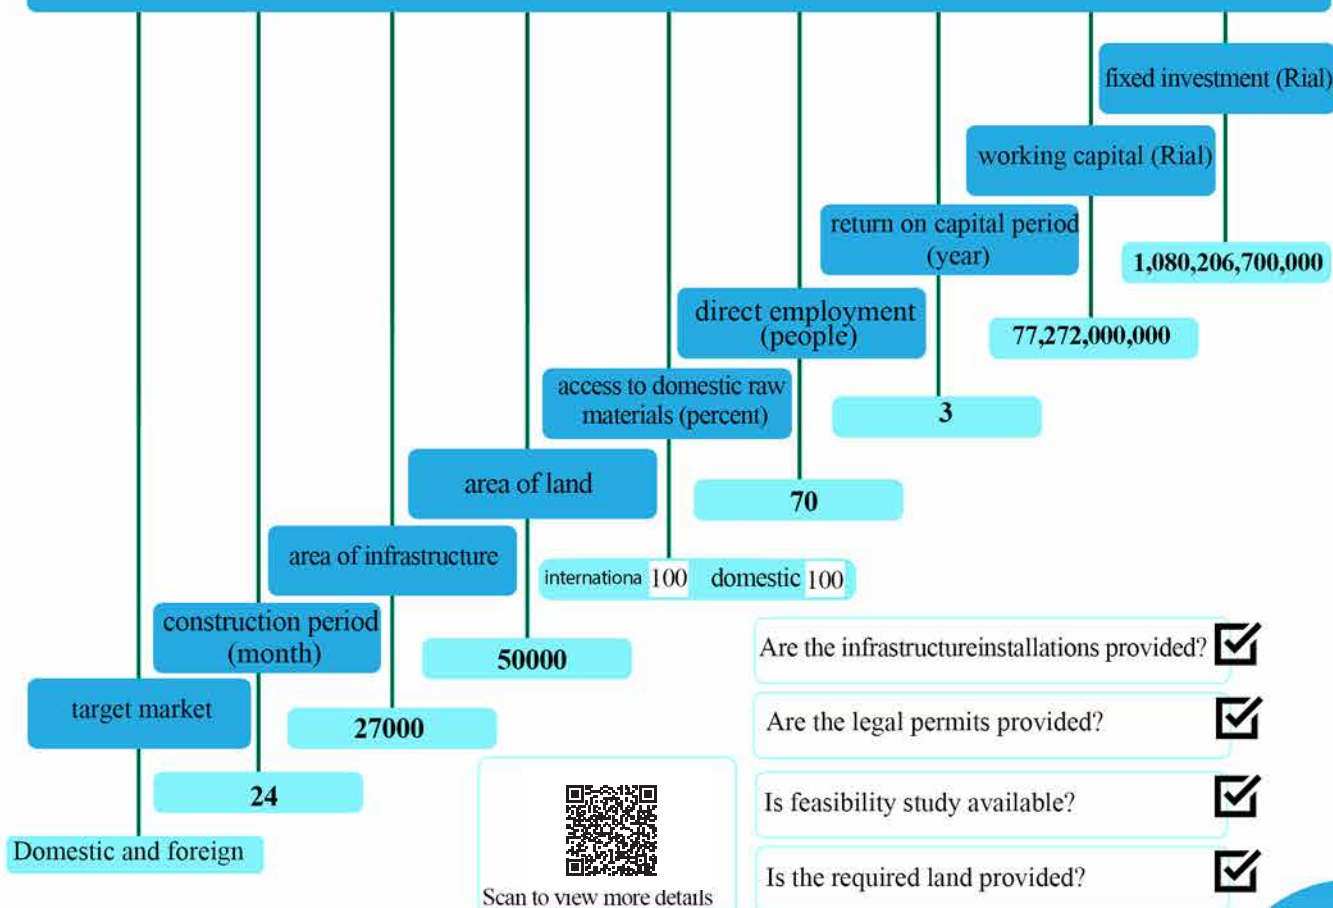 fixed investment (Rial)
1,080,206,700,000
working capital (Rial)
77,272,000,000
return on capital period
(year)
3
direct employment
(people)
70
access to domestic raw
materials (percent)
internationa 100 domestic 100
area of land
50000
area of infrastructure
27000
construction period
(month)
24
target market
Domestic and foreign
Are the infrastructureinstallations provided?
Are the legal permits provided?
Is feasibility study available?
Is the required land provided?
Scan to view more details